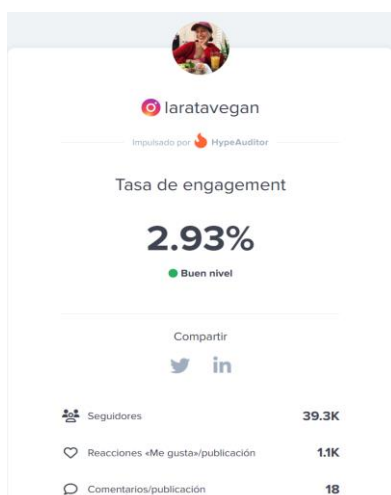 laratavegan
Impulsado por HypeAuditor
Tasa de engagement
2.93%
Buen nivel
Compartir
Seguidores 39.3K
Reacciones «Me gusta»/publicación 1.1K
Comentarios/publicación 18